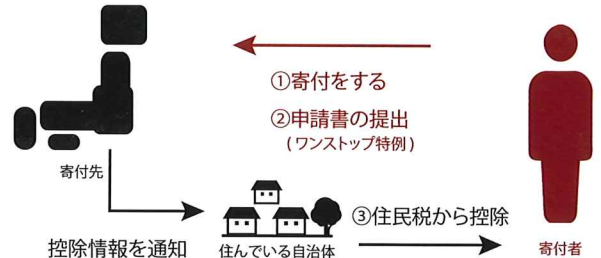 ①寄付をする
②申請書の提出
(ワンストップ特例)
寄付先
③住民税から控除
控除情報を通知
住んでいる自治体
寄付者